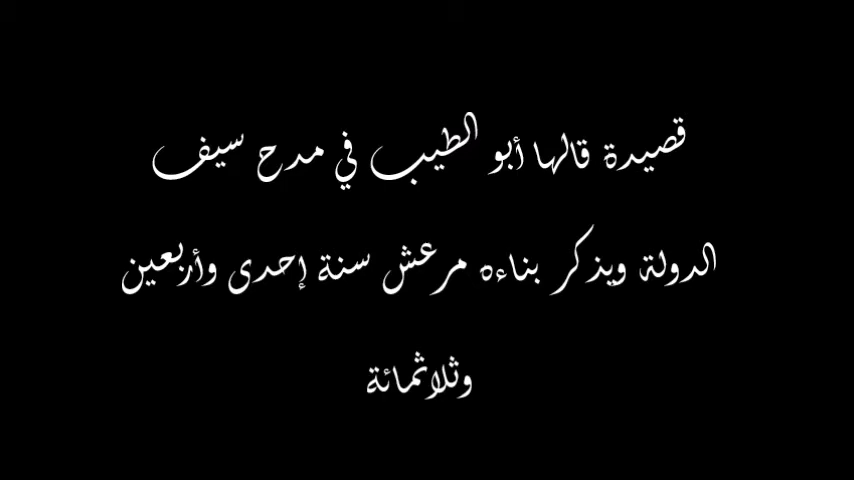 قصيدة قالها أبو الطيب في مدح سيف
الدولة ويذكر بناءه مرعش سنة إحدى وأربعين
وثلاثمائة